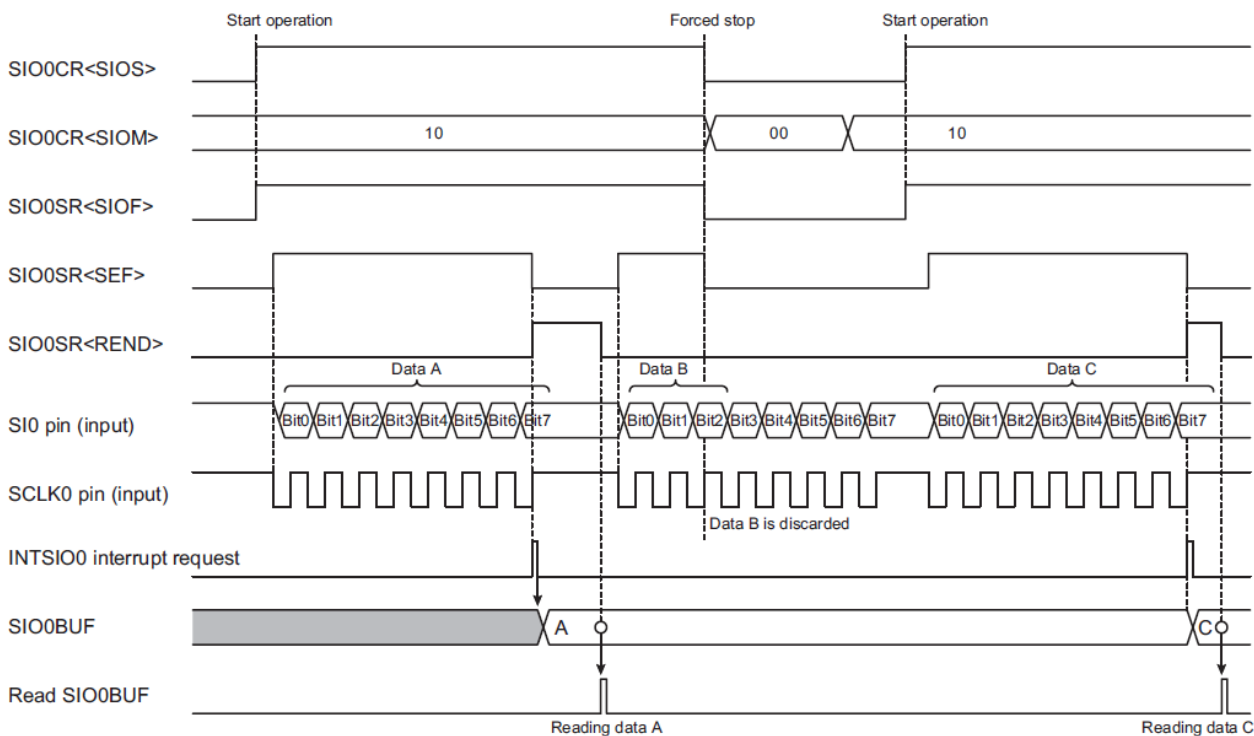 Start operation Forced stop Start operation
SIO0CR<SIOS>
SIO0CR<SIOM> 10 00 10
SIO0SR<SIOF>
SIO0SR<SEF>
SIO0SR<REND>
Data A Data B Data C
SI0 pin (input) Bit0 Bit1 Bit2 Bit3 Bit4 Bit5 Bit6 Bit7 Bit0 Bit1 Bit2 Bit3 Bit4 Bit5 Bit6 Bit7 Bit0 Bit1 Bit2 Bit3 Bit4 Bit5 Bit6 Bit7
SCLK0 pin (input)
Data B is discarded
INTSIO0 interrupt request
SIO0BUF A C
Read SIO0BUF
Reading data A Reading data C